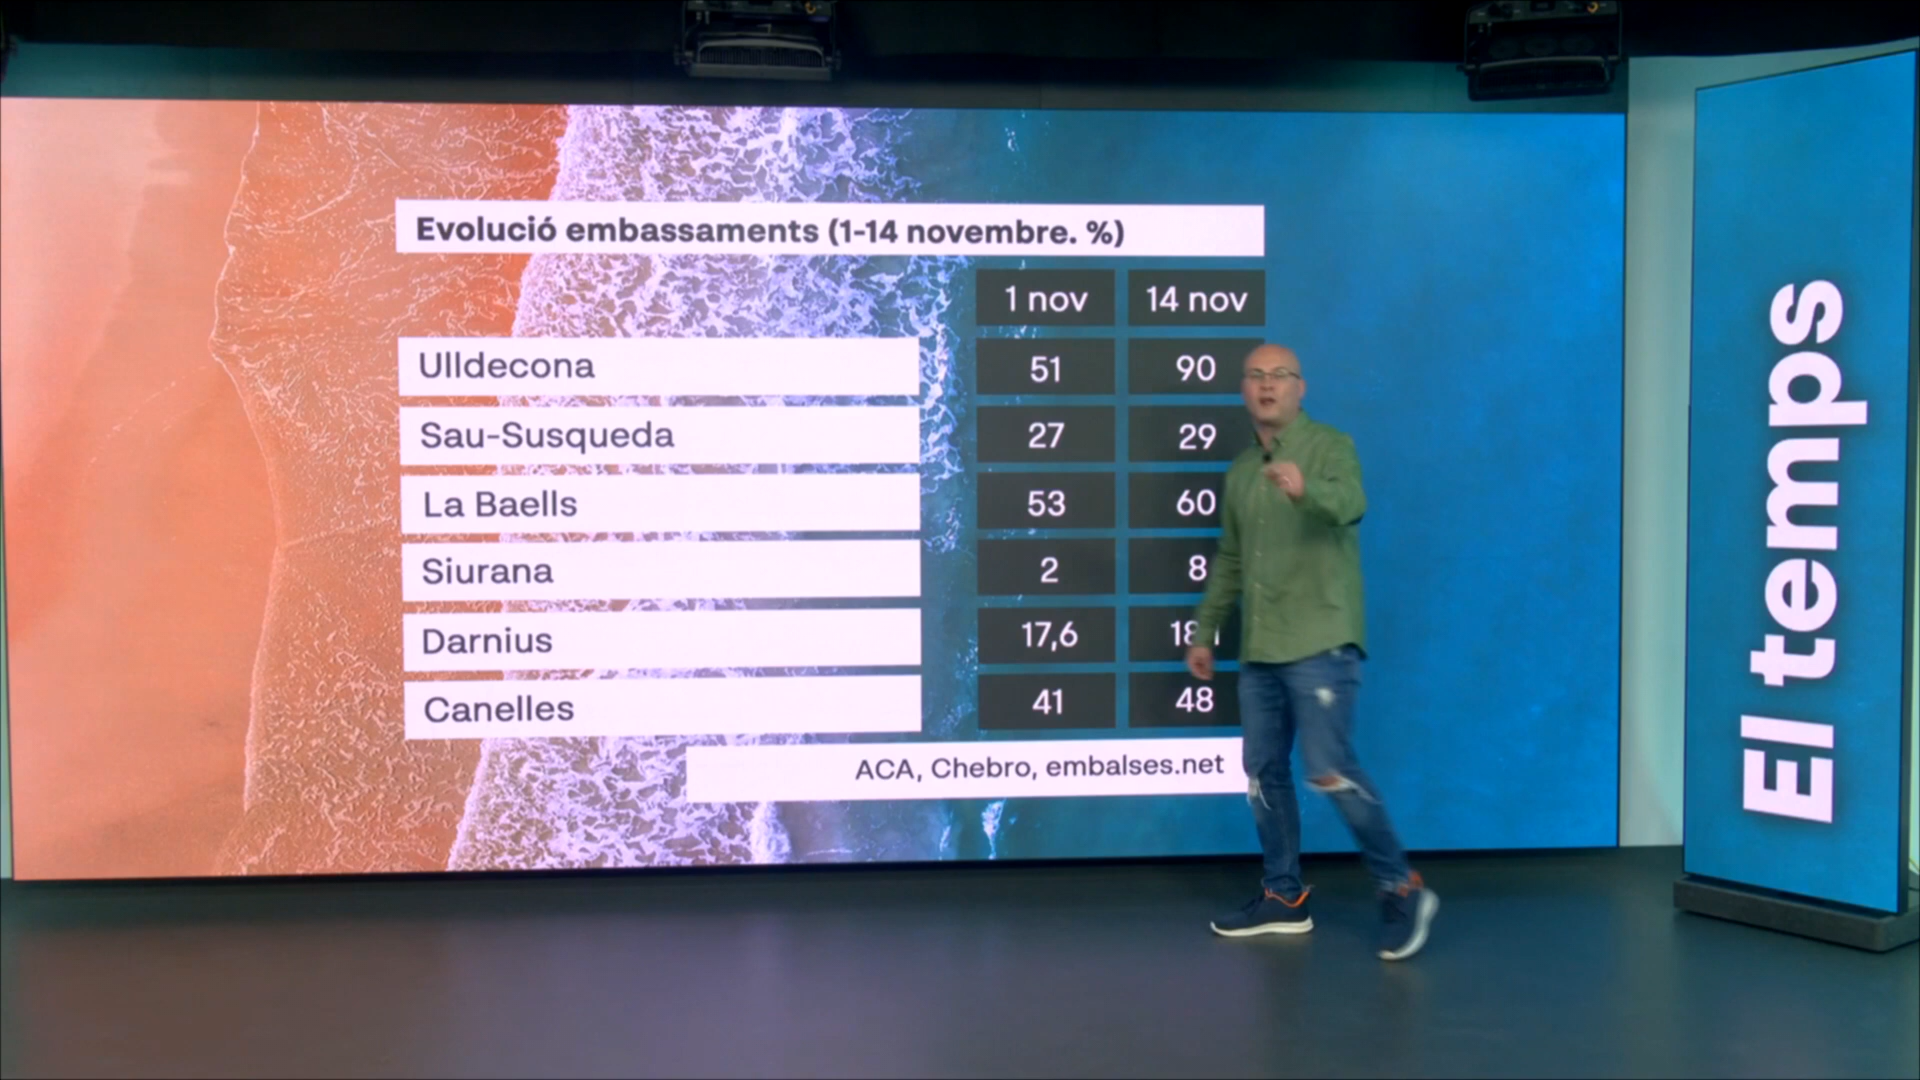 Evolució embassaments (1-14 novembre. %)
1 nov 14 nov
Ulldecona 51 90
Sau-Susqueda 27 29
La Baells 53 60
Siurana 2 8
Darnius 17,6
Canelles 41 48
ACA, Chebro, embalses.net
El temps